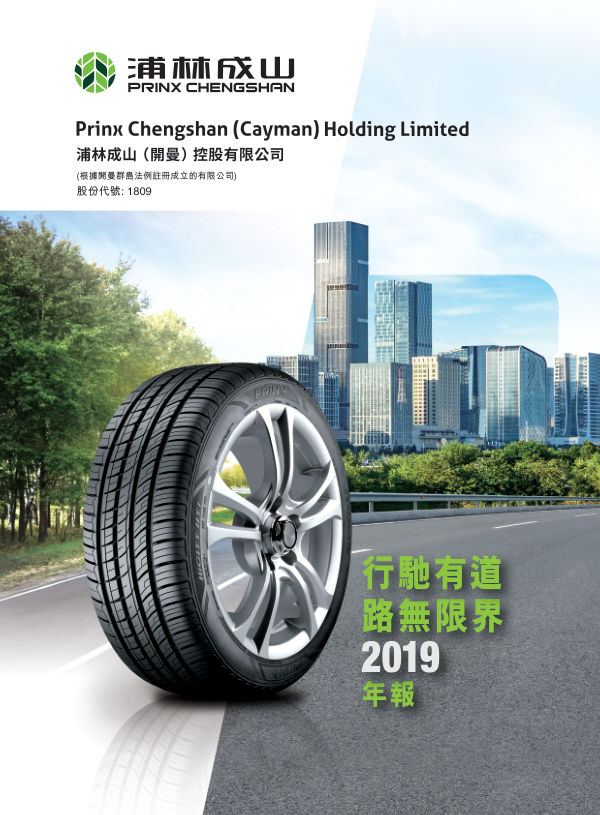 浦林成山
PRINX CHENGSHAN
Prinx Chengshan (Cayman) Holding Limited
浦林成山（開曼）控股有限公司
(根據開曼群島法例註冊成立的有限公司)
股份代號: 1809
PRINX
行馳有道
路無限界
2019
年報